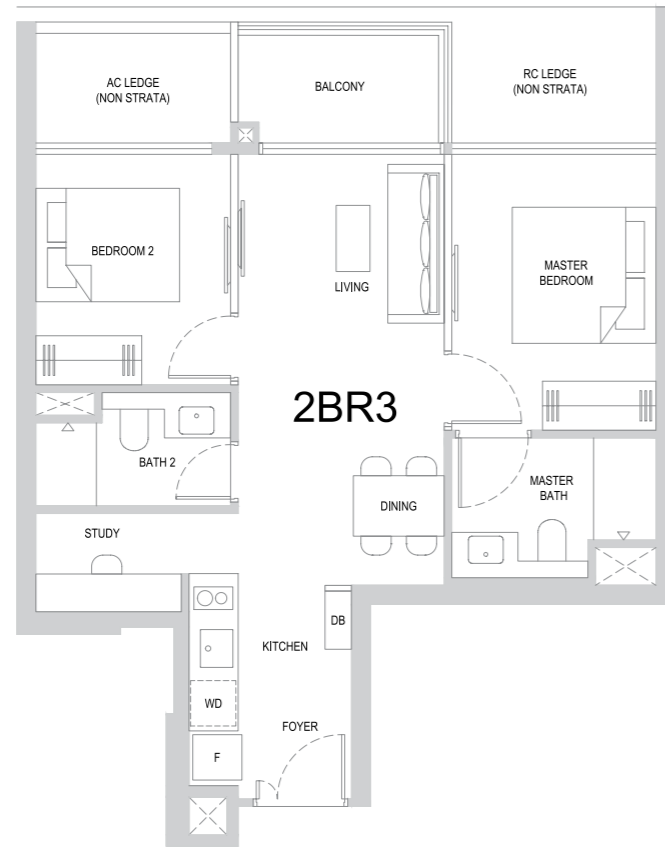 AC LEDGE
(NON STRATA)
BALCONY
RC LEDGE
(NON STRATA)
BEDROOM 2
LIVING
MASTER
BEDROOM
2BR3
BATH 2
MASTER
BATH
DINING
STUDY
DB
KITCHEN
WD
FOYER
F